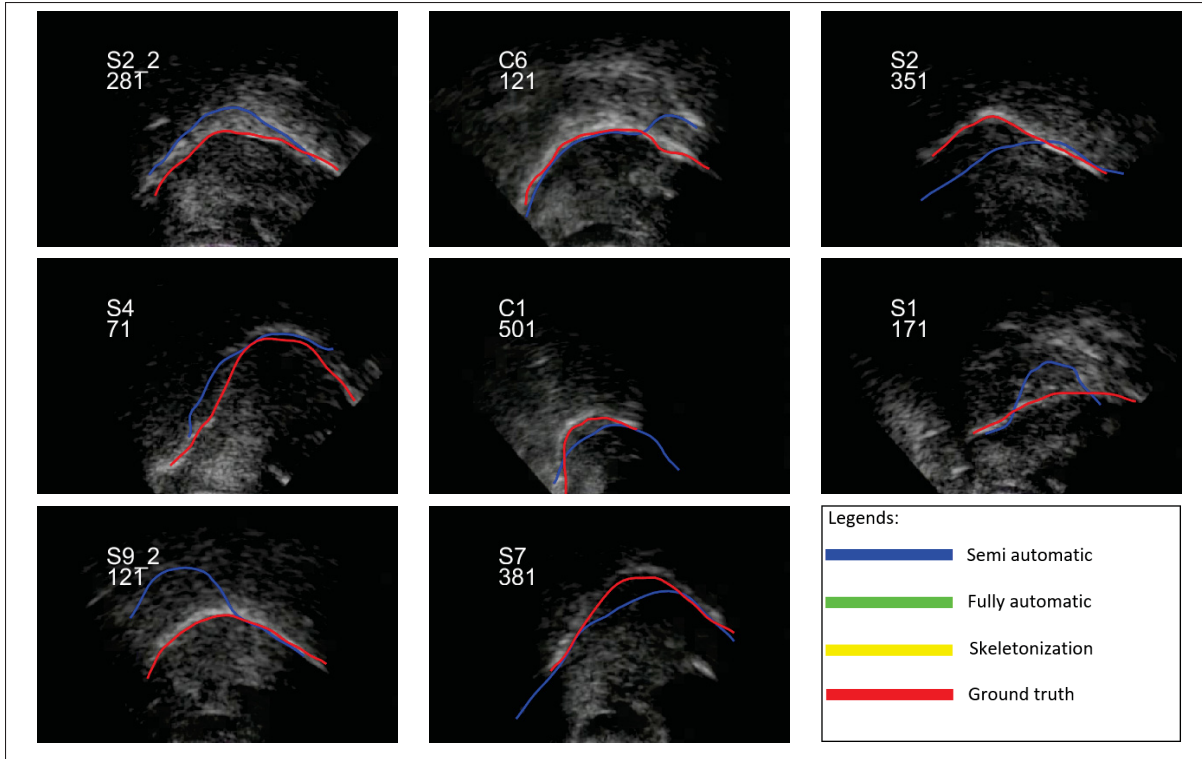 S2_2
281
C6
121
S2
351
S4
71
C1
501
S1
171
S9_2
121
S7
381
Legends:
Semi automatic
Fully automatic
Skeletonization
Ground truth